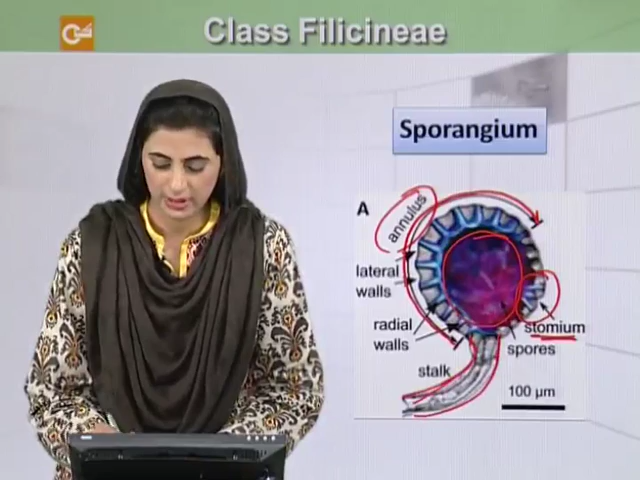 Class Filicineae
Sporangium
A
annulus
lateral
walls
radial
walls
stomium
spores
stalk
100 µm